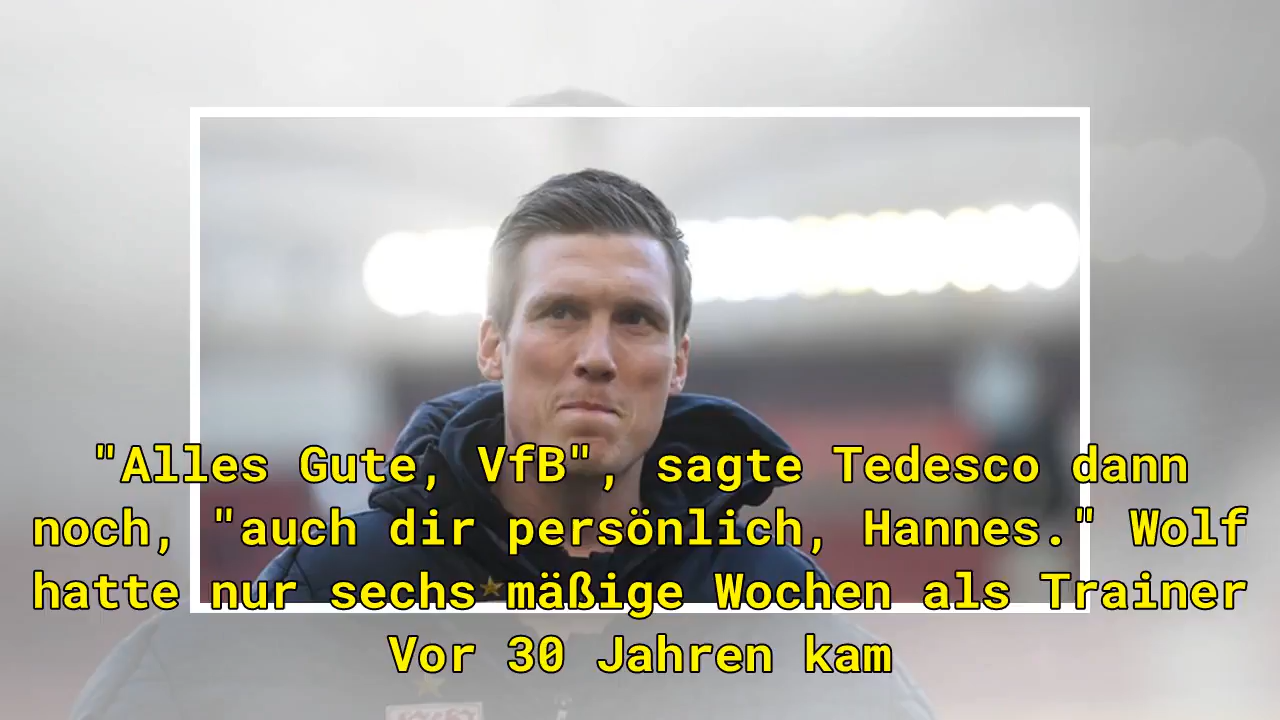 "Alles Gute, VfB", sagte Tedesco dann
noch, "auch dir persönlich, Hannes." Wolf
hatte nur sechs mäßige Wochen als Trainer
Vor 30 Jahren kam